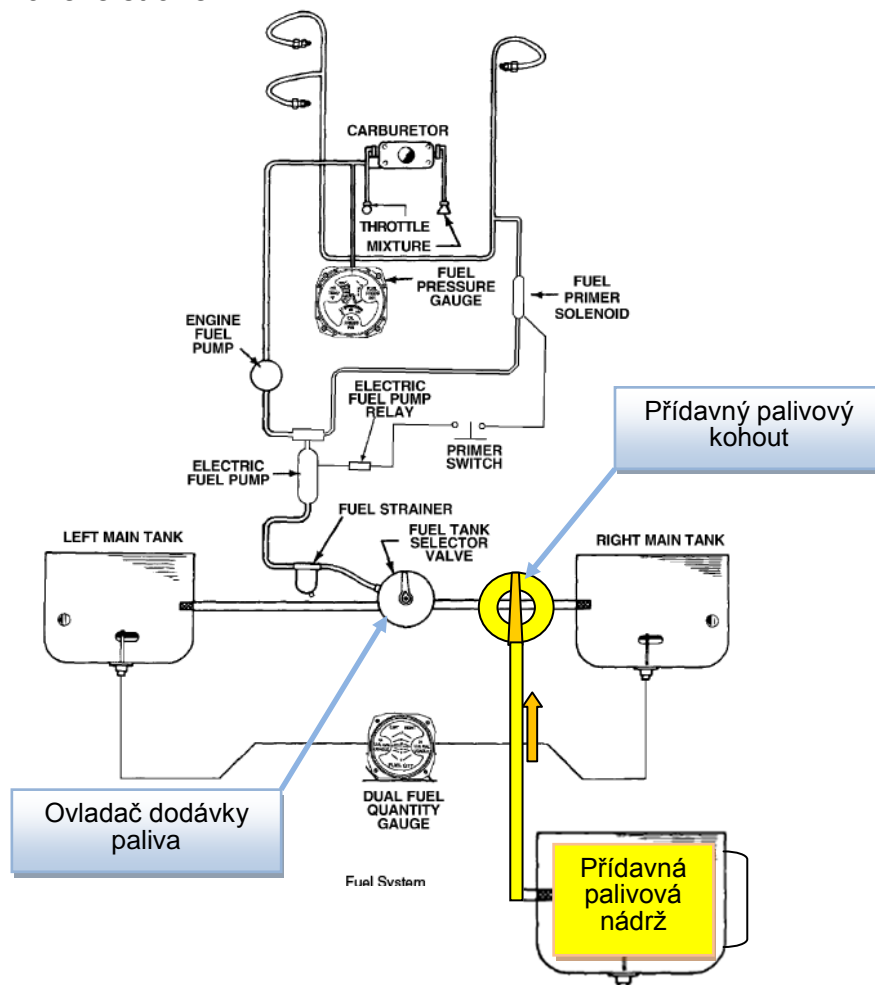 CARBURETOR
THROTTLE
MIXTURE
FUEL
PRESSURE
GAUGE
FUEL
PRIMER
SOLENOID
ENGINE
FUEL
PUMP
ELECTRIC
FUEL PUMP
RELAY
Přídavný palivový
kohout
PRIMER
SWITCH
ELECTRIC
FUEL PUMP
FUEL STRAINER
FUEL TANK
SELECTOR
VALVE
LEFT MAIN TANK
RIGHT MAIN TANK
Ovladač dodávky
paliva
DUAL FUEL
QUANTITY
GAUGE
Fuel System
Přídavná
palivová
nádrž